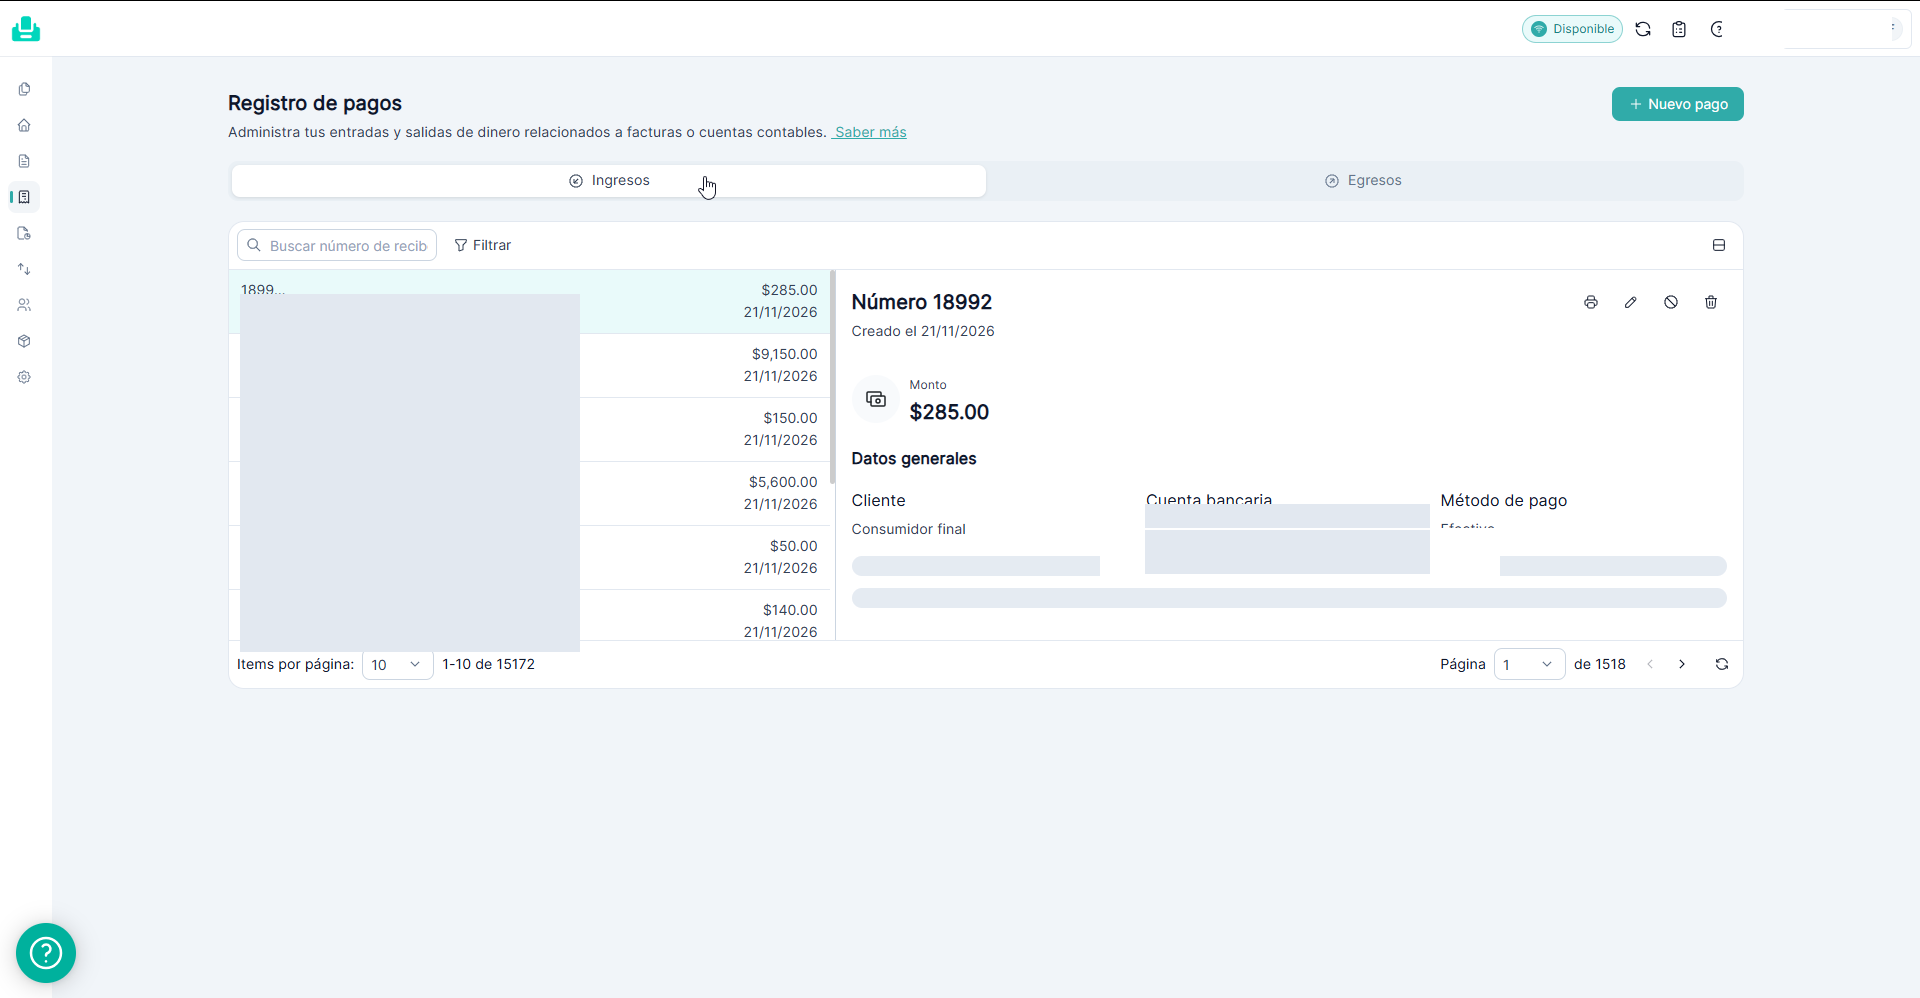 Disponible
Registro de pagos
+ Nuevo pago
Administra tus entradas y salidas de dinero relacionados a facturas o cuentas contables. Saber más
Ingresos
Egresos
Buscar número de recib
Filtrar
1899...
$285.00
21/11/2026
$9,150.00
21/11/2026
$150.00
21/11/2026
$5,600.00
21/11/2026
$50.00
21/11/2026
$140.00
21/11/2026
Número 18992
Creado el 21/11/2026
Monto
$285.00
Datos generales
Cliente
Consumidor final
Cuenta bancaria
Método de pago
Items por página: 10
1-10 de 15172
Página 1 de 1518